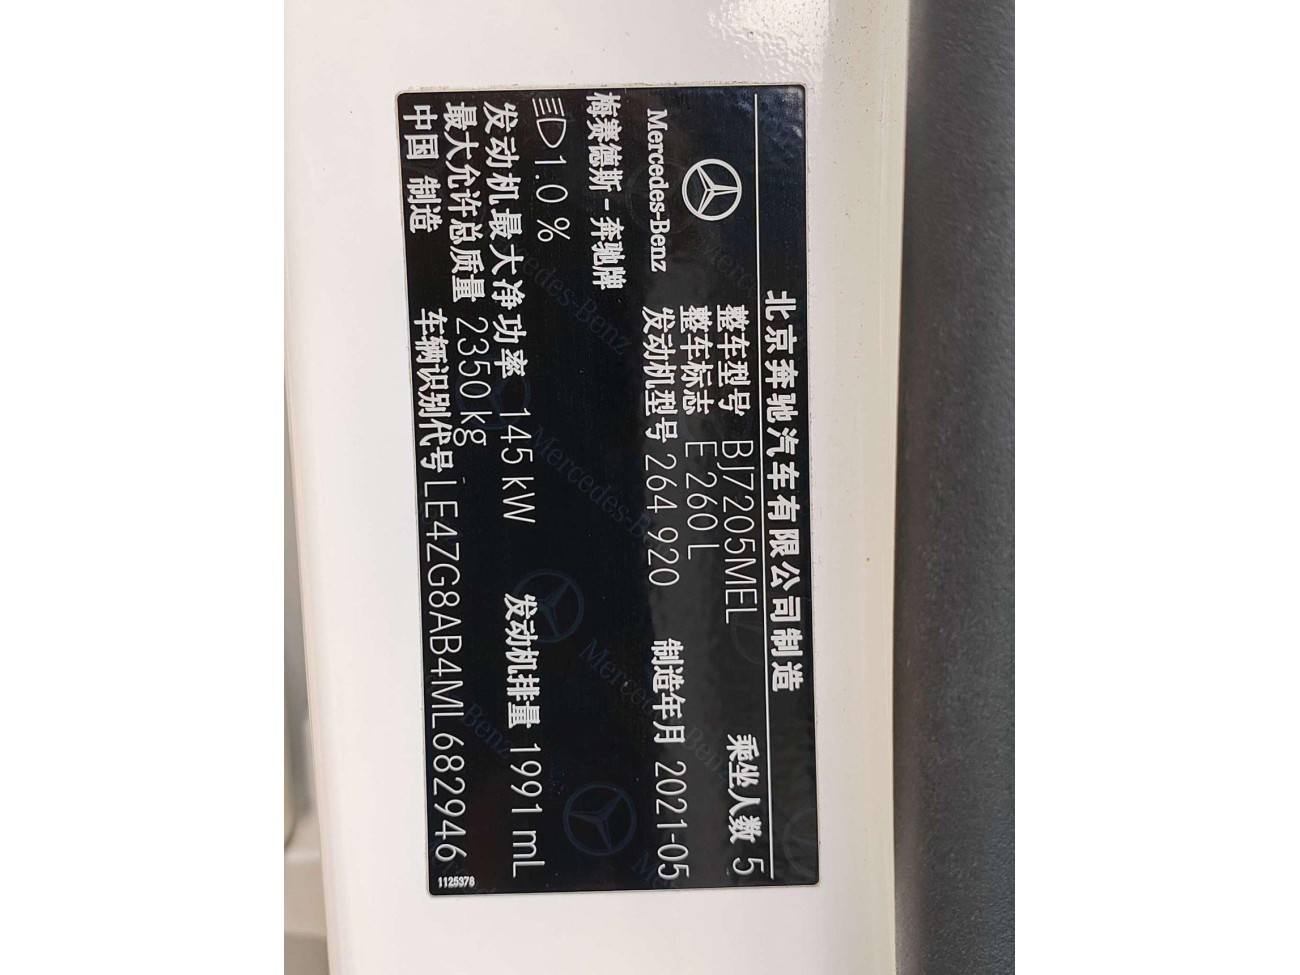 北京奔驰汽车有限公司制造
整车型号 BJ7205MEL 乘坐人数 5
整车标志 E 260 L
Mercedes-Benz 发动机型号 264 920 制造年月 2021-05
梅赛德斯-奔驰牌
1.0 %
发动机最大净功率 145 kW 发动机排量 1991 mL
最大允许总质量 2350 kg
中国 制造 车辆识别代号 LE4ZG8AB4ML682946
1125978